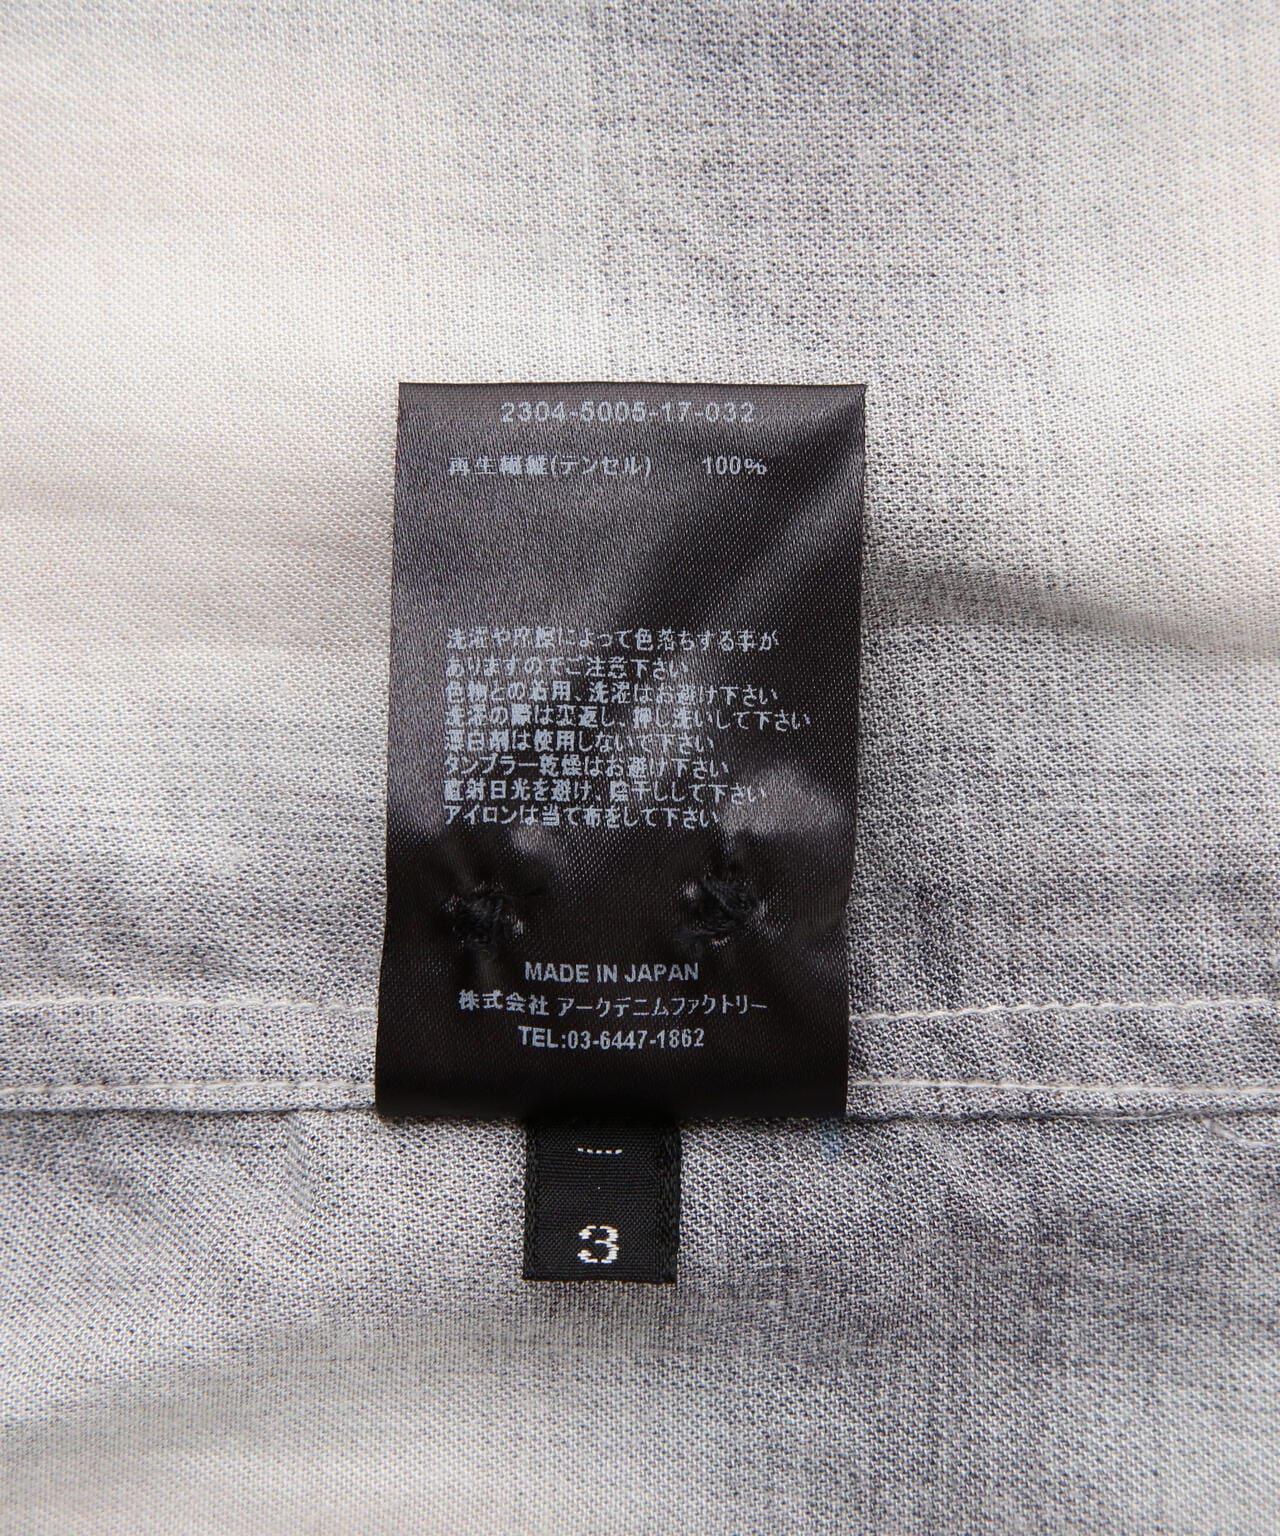 2304-5005-17-032
再生繊維(テンセル) 100%
洗濯や摩擦によって色落ちする事が
ありますのでご注意下さい
色物との着用、洗濯はお避け下さい
洗濯の際は裏返し、押し洗いして下さい
漂白剤は使用しないで下さい
タンブラー乾燥はお避け下さい
直射日光を避け、陰干しして下さい
アイロンは当て布をして下さい
MADE IN JAPAN
株式会社 アークデニムファクトリー
TEL:03-6447-1862
3